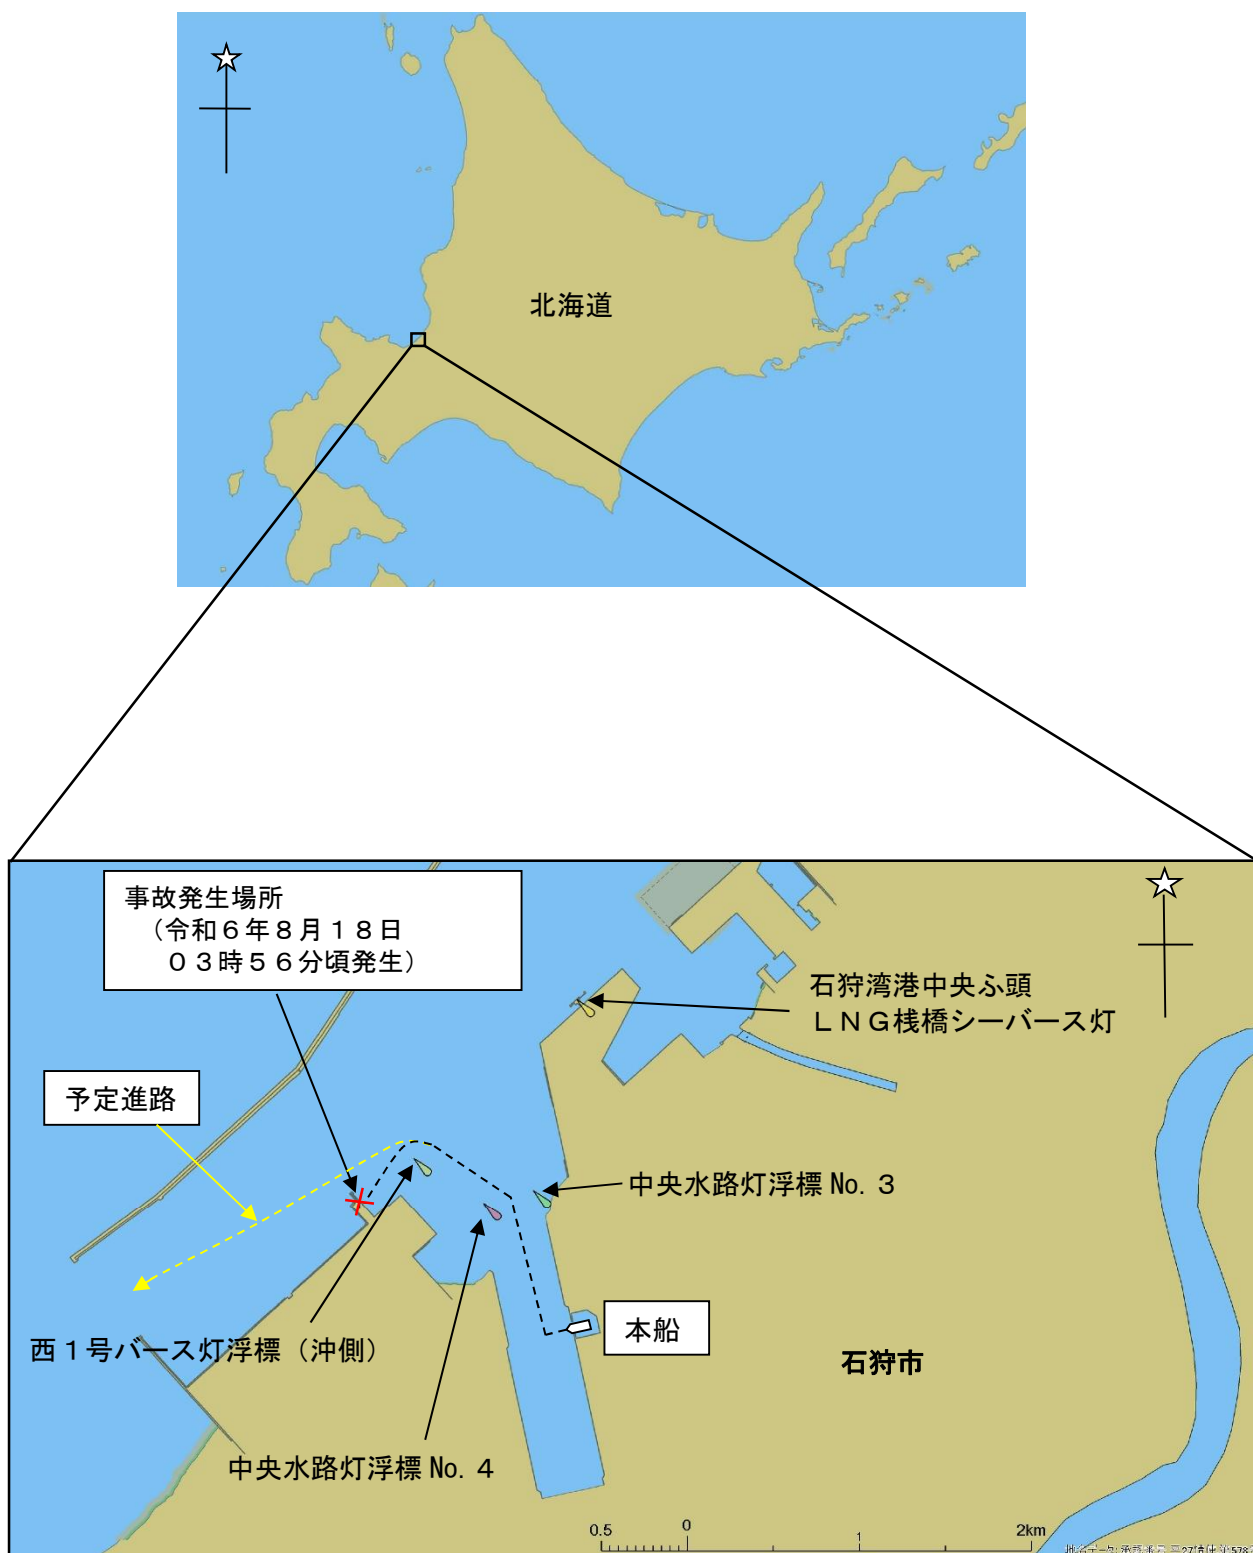 北海道
事故発生場所
（令和６年８月１８日
０３時５６分頃発生）
石狩湾港中央ふ頭
ＬＮＧ桟橋シーバース灯
予定進路
中央水路灯浮標 No. ３
本船
西１号バース灯浮標（沖側）
石狩市
中央水路灯浮標 No. ４
0.5 0 1 2km